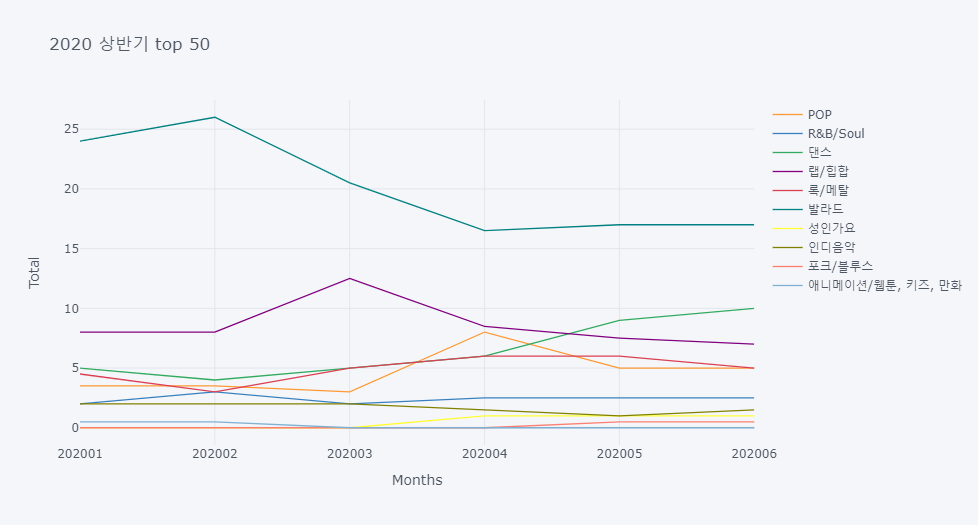 2020 상반기 top 50
POP
R&B/Soul
댄스
랩/힙합
록/메탈
발라드
성인가요
인디음악
포크/블루스
애니메이션/웹툰, 키즈, 만화
Total
25
20
15
10
5
0
202001 202002 202003 202004 202005 202006
Months